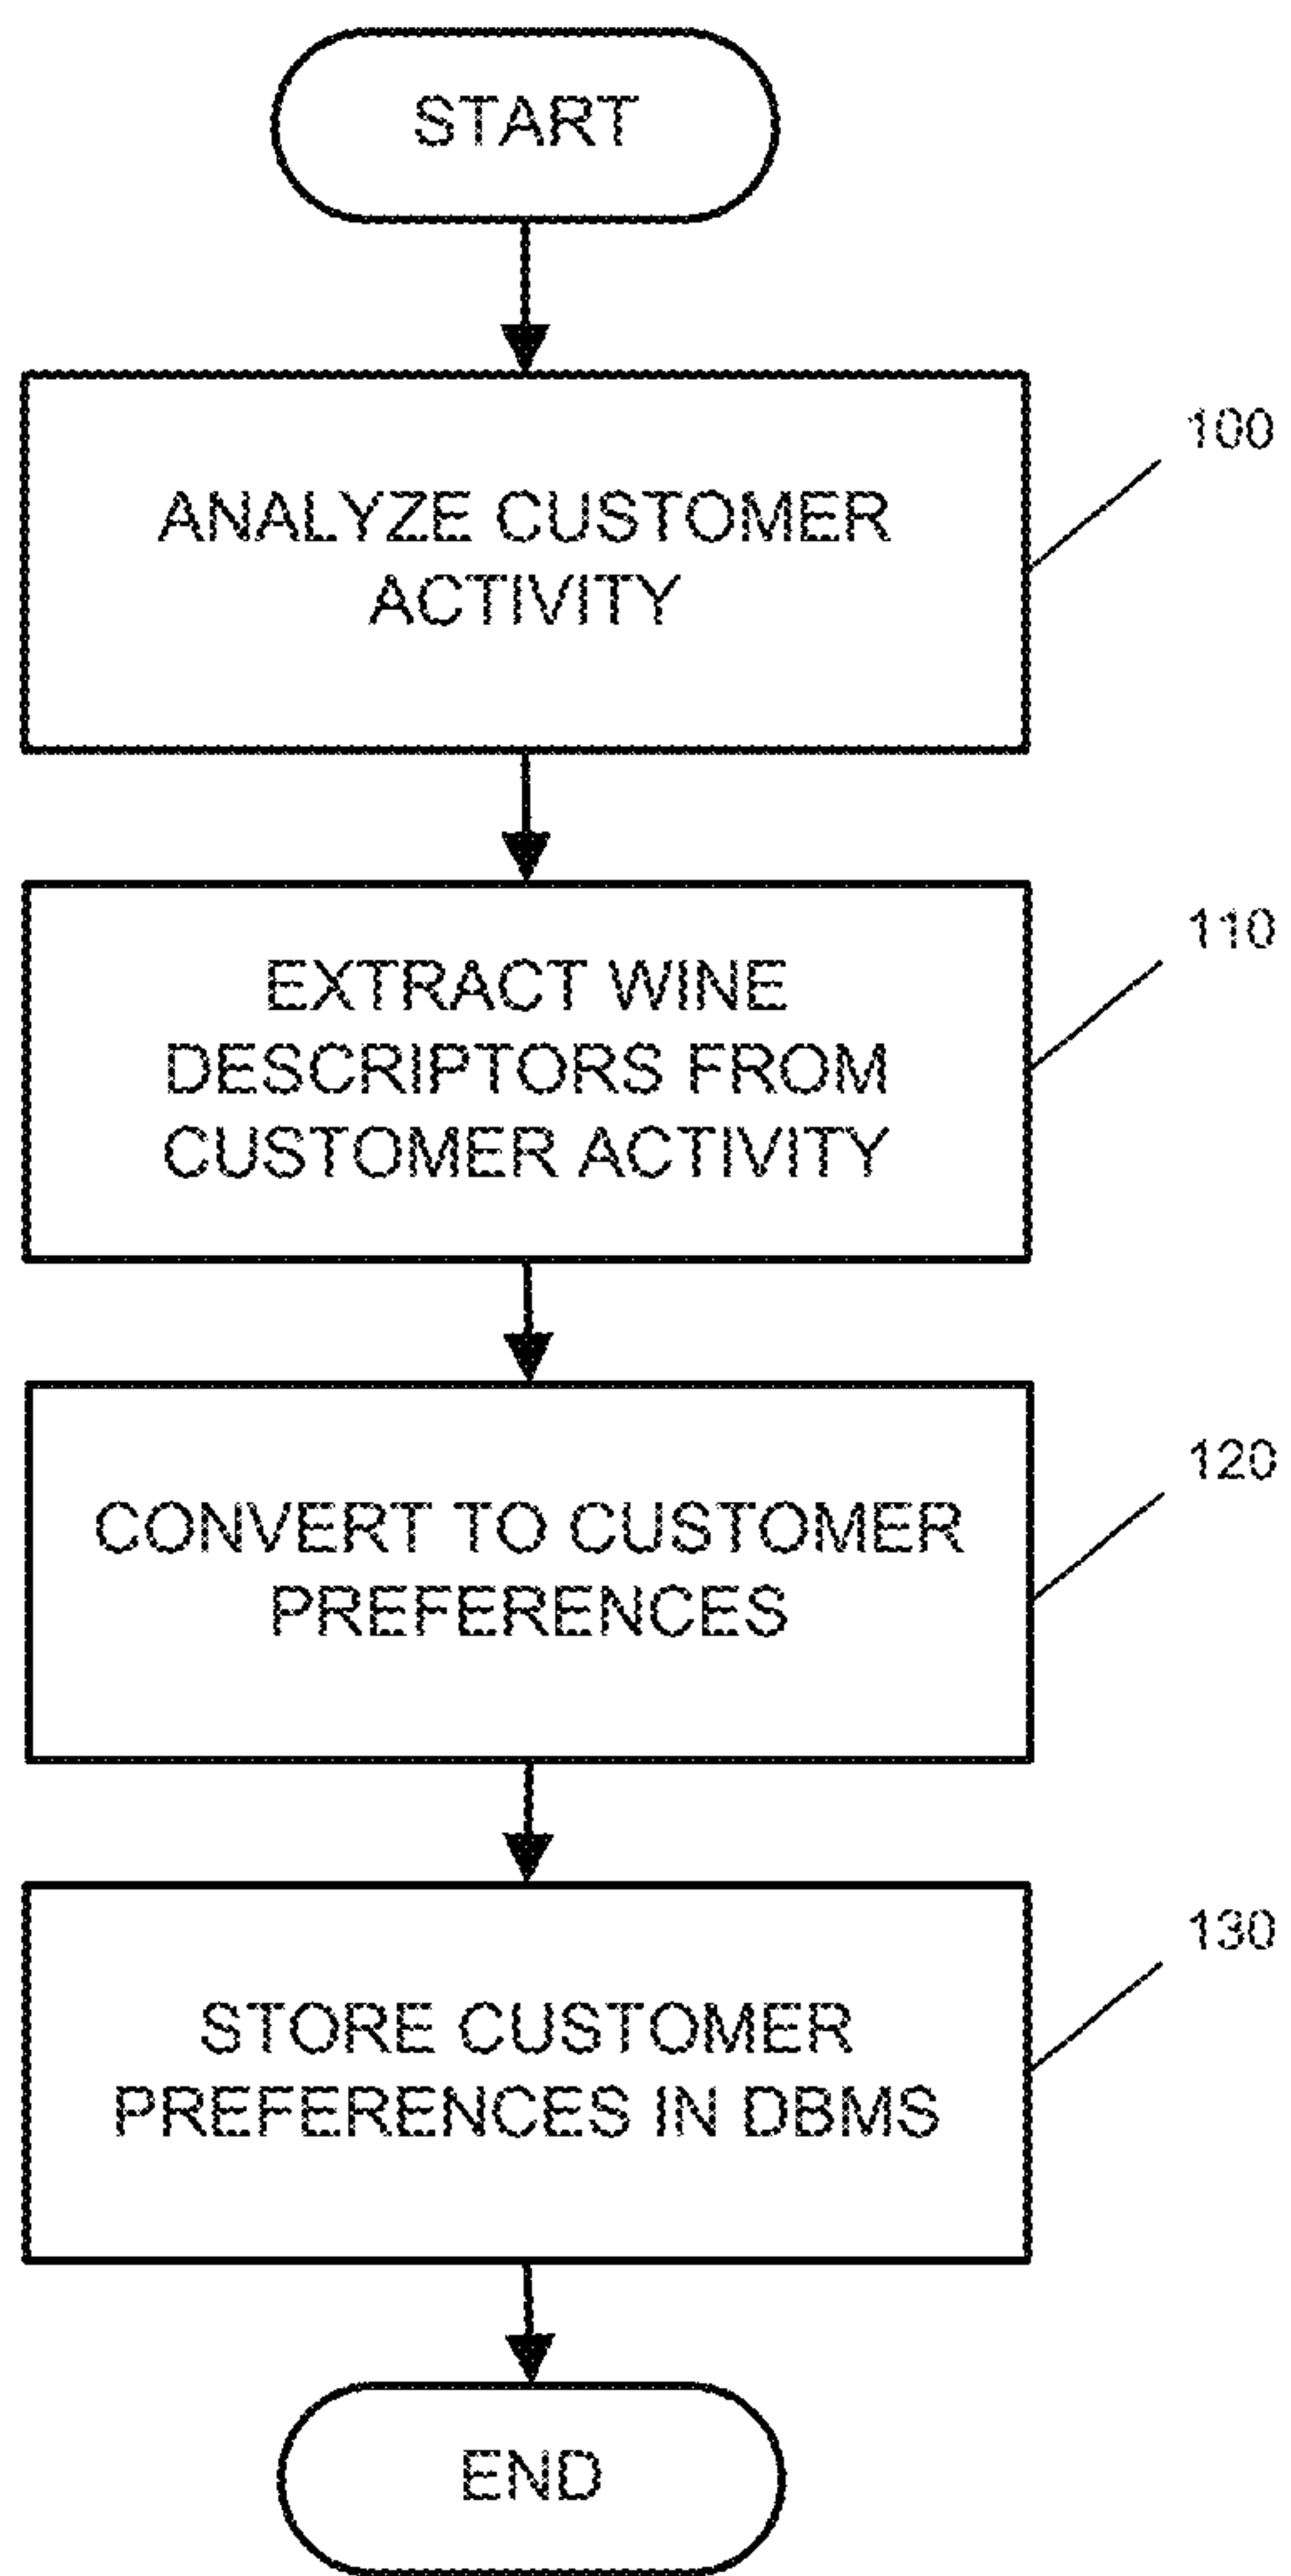 START
100
ANALYZE CUSTOMER
ACTIVITY
110
EXTRACT WINE
DESCRIPTORS FROM
CUSTOMER ACTIVITY
120
CONVERT TO CUSTOMER
PREFERENCES
130
STORE CUSTOMER
PREFERENCES IN DBMS
END